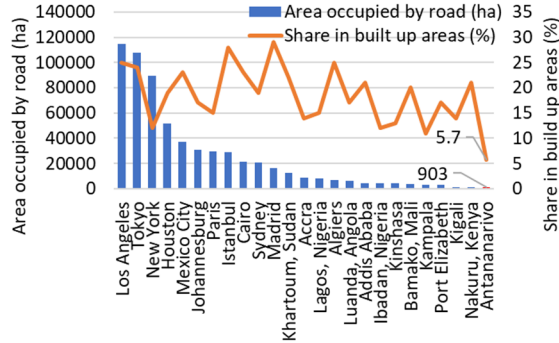 Area occupied by road (ha)
Share in built up areas (%)
Area occupied by road (ha)
140000
120000
100000
80000
60000
40000
20000
0
35
30
25
20
15
10
5
0
Share in build up areas (%)
5.7
903
Los Angeles
Tokyo
New York
Houston
Mexico City
Johannesburg
Paris
Istanbul
Cairo
Sydney
Madrid
Khartoum, Sudan
Accra
Lagos, Nigeria
Algiers
Luanda, Angola
Addis Ababa
Ibadan, Nigeria
Kinshasa
Bamako, Mali
Kampala
Port Elizabeth
Kigali
Nakuru, Kenya
Antananarivo